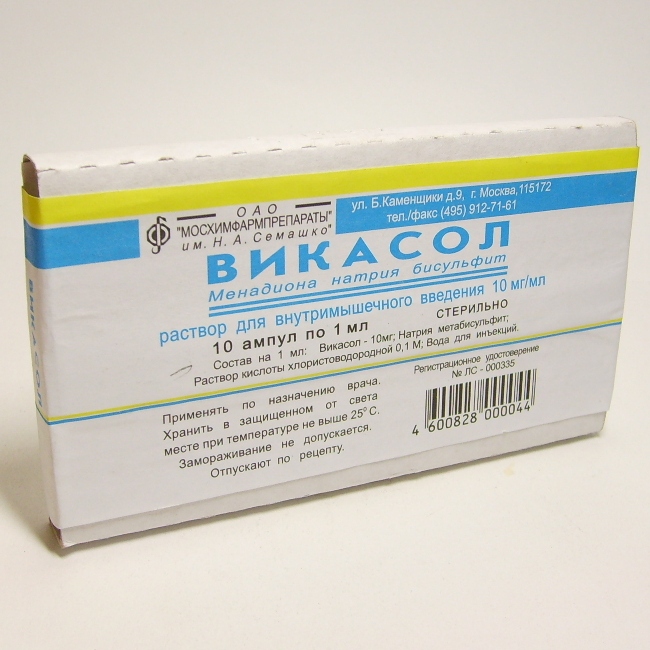 ОАО
"МОСХИМФАРМПРЕПАРАТЫ"
им. Н. А. Семашко"
ул. Б.Каменщики д.9, г. Москва,115172
тел./факс (495) 912-71-61
ВИКАСОЛ
Менадиона натрия бисульфит
раствор для внутримышечного введения 10 мг/мл
10 ампул по 1 мл
СТЕРИЛЬНО
Состав на 1 мл: Викасол - 10мг; Натрия метабисульфит;
Раствор кислоты хлористоводородной 0,1 М; Вода для инъекций.
Регистрационное удостоверение
№ ЛС - 000335
Применять по назначению врача.
Хранить в защищенном от света
месте при температуре не выше 25⁰ С.
Замораживание не допускается.
Отпускают по рецепту.
4 600828 000044
ВИКАСОЛ